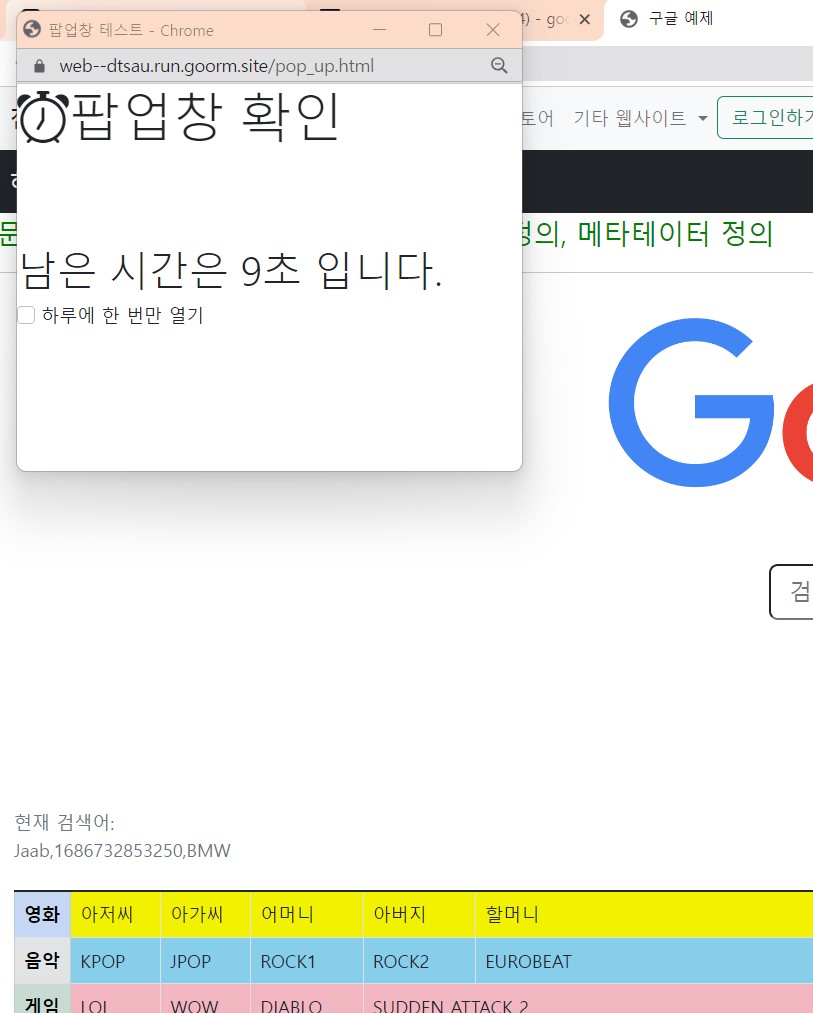 팝업창 테스트 - Chrome
4) - goo
구글 예제
web--dtsau.run.goorm.site/pop_up.html
팝업창 확인
토어 기타 웹사이트 로그인하기
정의, 메타테이터 정의
남은 시간은 9초 입니다.
하루에 한 번만 열기
G
검
현재 검색어:
Jaab,1686732853250,BMW
영화 아저씨 아가씨 어머니 아버지 할머니
음악 KPOP JPOP ROCK1 ROCK2 EUROBEAT
게임 LOL WOW DIABLO SUDDEN ATTACK 2